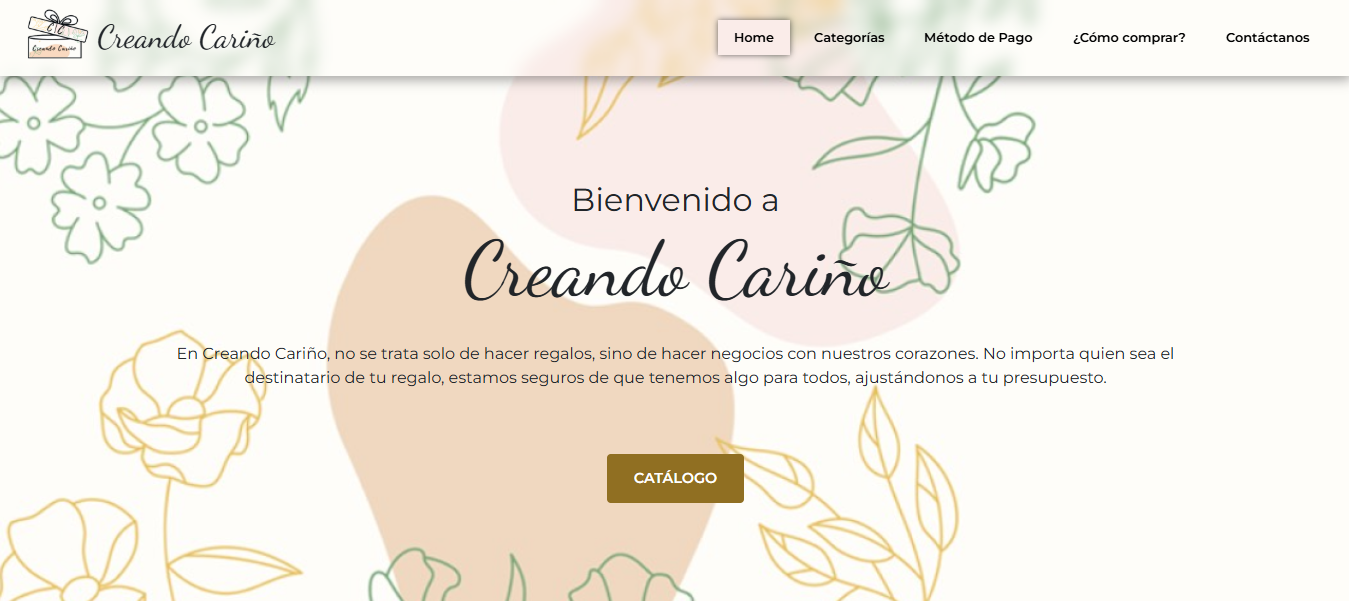 Creando Cariño
Creando Cariño
Home
Categorías
Método de Pago
¿Cómo comprar?
Contáctanos
Bienvenido a
Creando Cariño
En Creando Cariño, no se trata solo de hacer regalos, sino de hacer negocios con nuestros corazones. No importa quien sea el
destinatario de tu regalo, estamos seguros de que tenemos algo para todos, ajustándonos a tu presupuesto.
CATÁLOGO